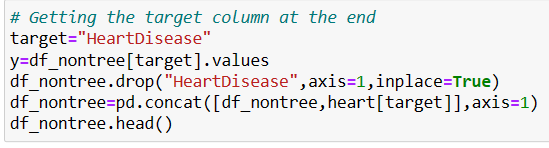 # Getting the target column at the end
target="HeartDisease"
y=df_nontree[target].values
df_nontree.drop("HeartDisease",axis=1,inplace=True)
df_nontree=pd.concat([df_nontree,heart[target]],axis=1)
df_nontree.head()